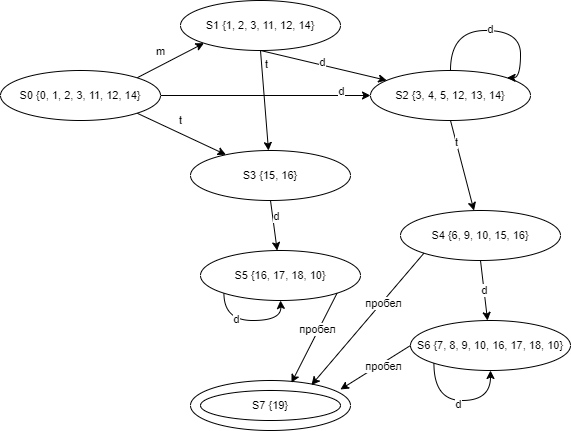 S1 {1, 2, 3, 11, 12, 14}
d
m
t
d
S0 {0, 1, 2, 3, 11, 12, 14}
d
S2 {3, 4, 5, 12, 13, 14}
t
t
S3 {15, 16}
d
S4 {6, 9, 10, 15, 16}
S5 {16, 17, 18, 10}
d
d
пробел
пробел
S6 {7, 8, 9, 10, 16, 17, 18, 10}
пробел
S7 {19}
d